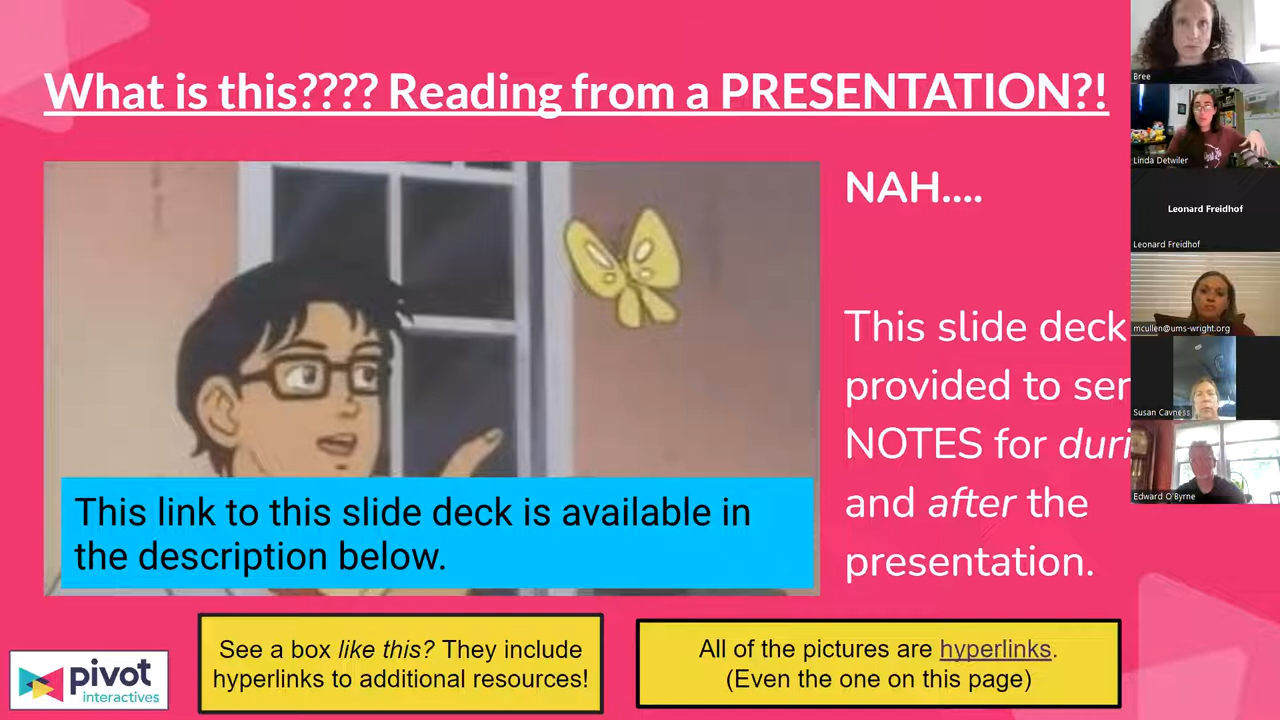 What is this???? Reading from a PRESENTATION?!
NAH....
This slide deck
provided to
NOTES for
and after the
presentation.
This link to this slide deck is available in
the description below.
See a box like this? They include
hyperlinks to additional resources!
All of the pictures are hyperlinks.
(Even the one on this page)
pivot
interactives
Bree
Linda Detwiler
Leonard Freidhof
Leonard Freidhof
mcullen@ums-wright.org
Susan Cavness
Edward O'Byrne